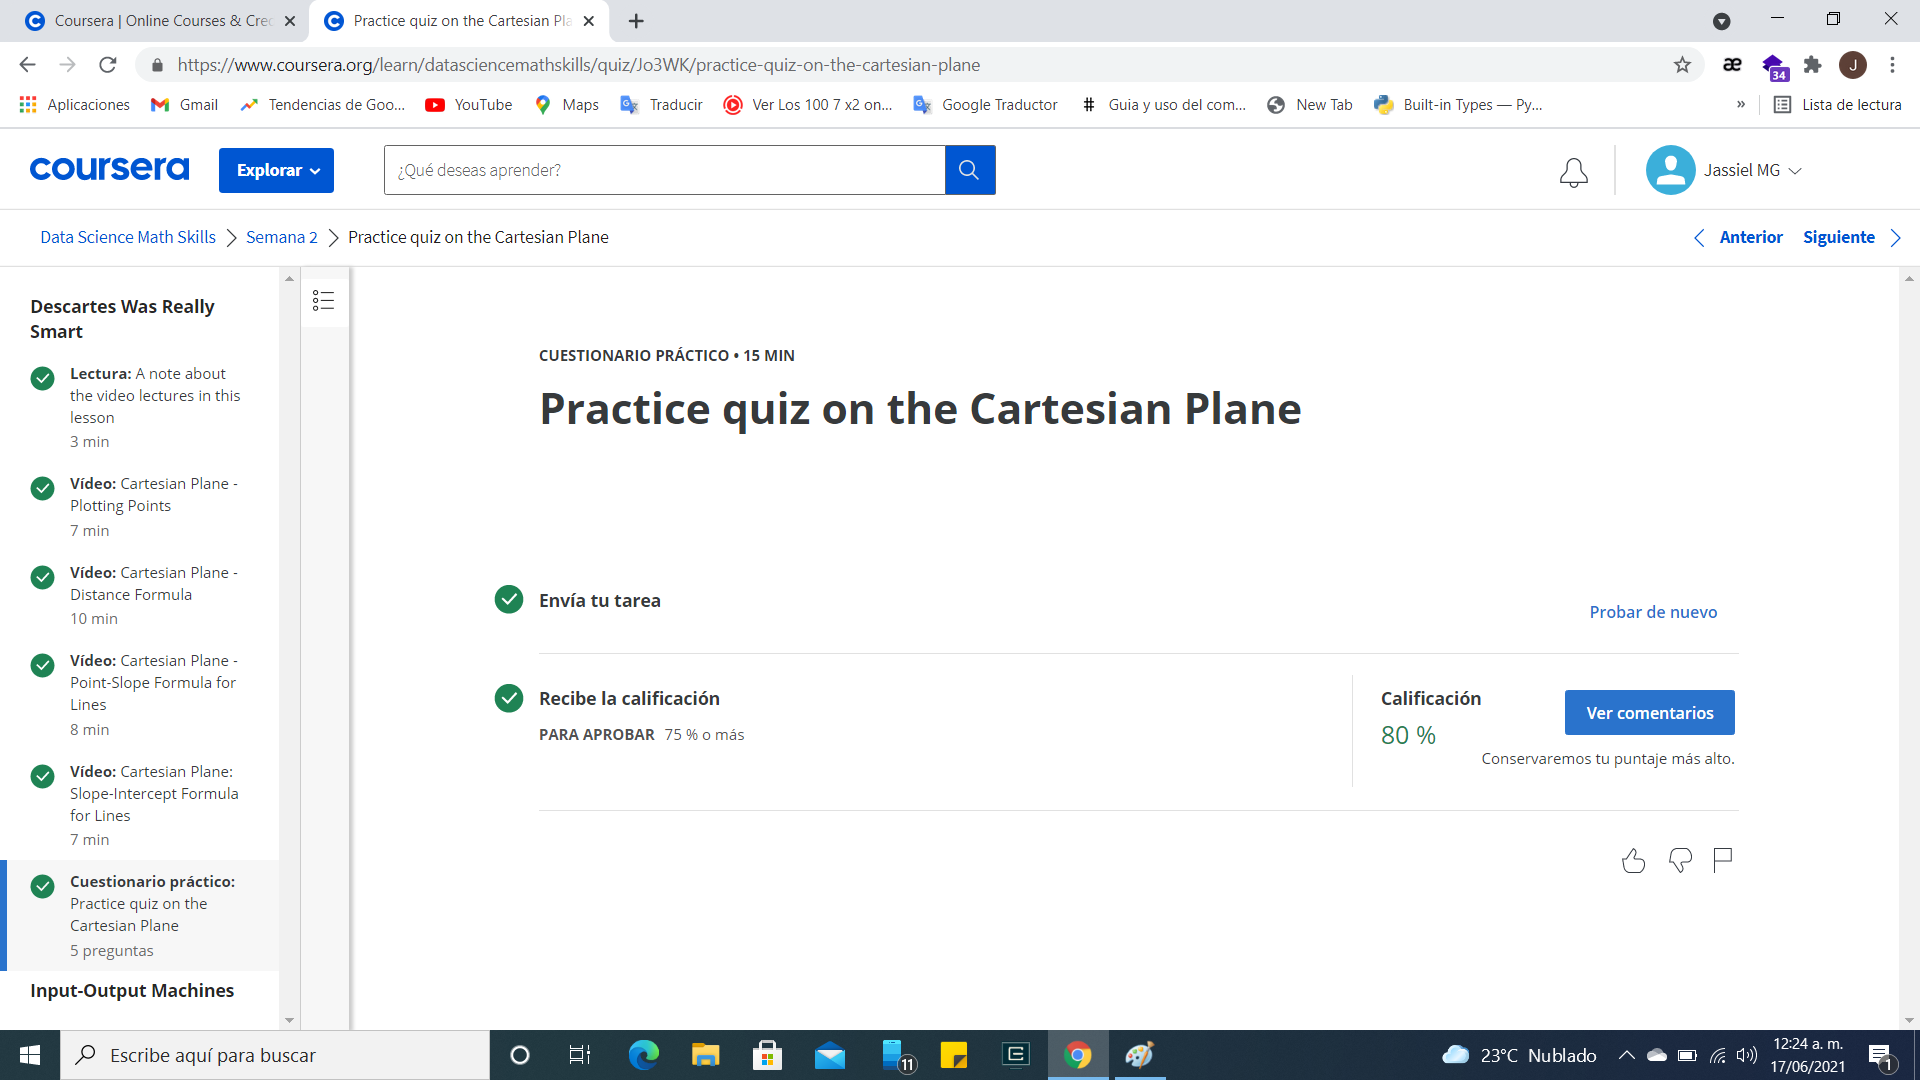 Coursera | Online Courses & Cre
Practice quiz on the Cartesian Pla
https://www.coursera.org/learn/datasciencemathskills/quiz/Jo3WK/practice-quiz-on-the-cartesian-plane
æ
34
J
Aplicaciones
Gmail
Tendencias de Goo...
YouTube
Maps
Traducir
Ver Los 100 7 x2 on...
Google Traductor
Guia y uso del com...
New Tab
Built-in Types — Py...
»
Lista de lectura
coursera
Explorar
¿Qué deseas aprender?
Jassiel MG
Data Science Math Skills
Semana 2
Practice quiz on the Cartesian Plane
Anterior
Siguiente
Descartes Was Really
Smart
Lectura: A note about
the video lectures in this
lesson
3 min
Vídeo: Cartesian Plane -
Plotting Points
7 min
Vídeo: Cartesian Plane -
Distance Formula
10 min
Vídeo: Cartesian Plane -
Point-Slope Formula for
Lines
8 min
Vídeo: Cartesian Plane:
Slope-Intercept Formula
for Lines
7 min
Cuestionario práctico:
Practice quiz on the
Cartesian Plane
5 preguntas
Input-Output Machines
CUESTIONARIO PRÁCTICO • 15 MIN
Practice quiz on the Cartesian Plane
Envía tu tarea
Probar de nuevo
Recibe la calificación
PARA APROBAR 75 % o más
Calificación
80 %
Ver comentarios
Conservaremos tu puntaje más alto.
Escribe aquí para buscar
11
23°C Nublado
12:24 a. m.
17/06/2021
1